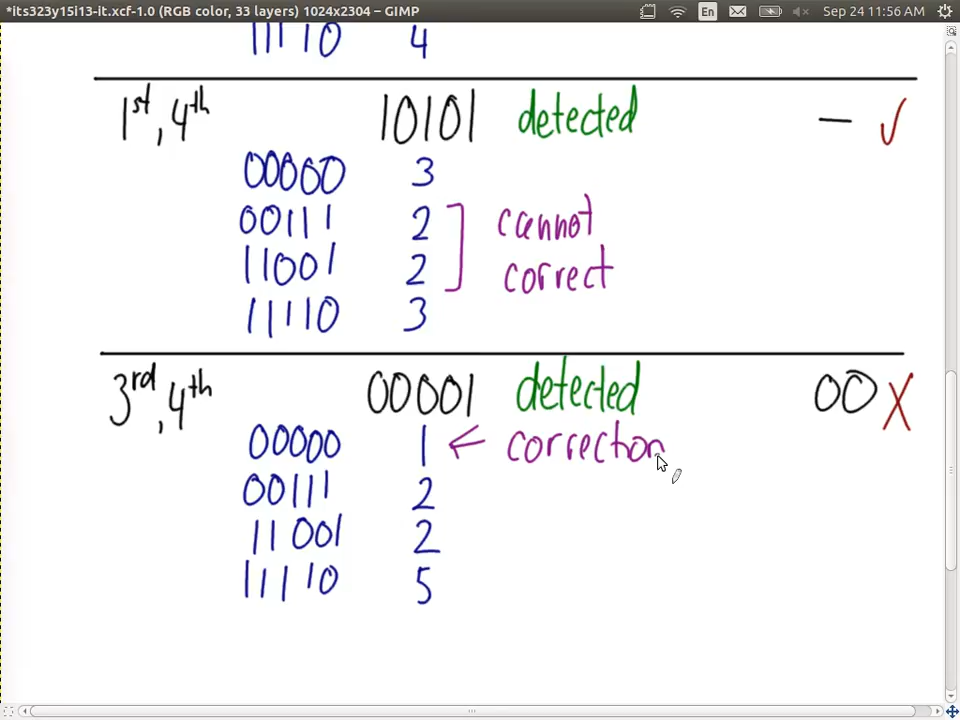 *its323y15i13-it.xcf-1.0 (RGB color, 33 layers) 1024x2304 – GIMP En Sep 24 11:56 AM
11110 4
1st, 4th 10101 detected — ✓
00000 3
00111 2 cannot
11001 2 correct
11110 3
3rd, 4th 00001 detected 00 X
00000 1 ← correcton
00111 2
11001 2
11110 5